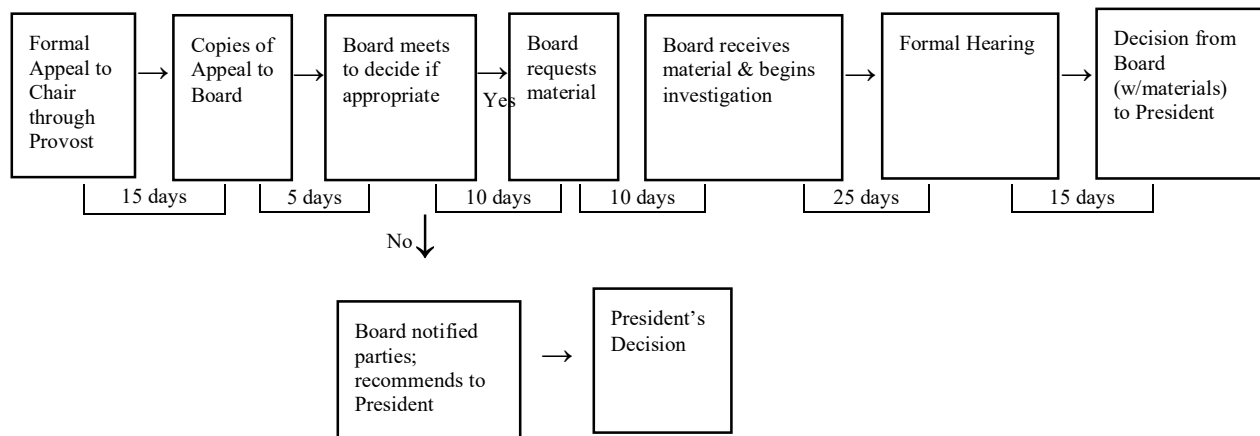 Formal
Appeal to
Chair
through
Provost
→
Copies of
Appeal to
Board
→
Board meets
to decide if
appropriate
→
Yes
Board
requests
material
Board receives
material & begins
investigation
→
Formal Hearing
→
Decision from
Board
(w/materials)
to President
15 days
5 days
10 days
10 days
25 days
15 days
No
↓
Board notified
parties;
recommends to
President
→
President’s
Decision